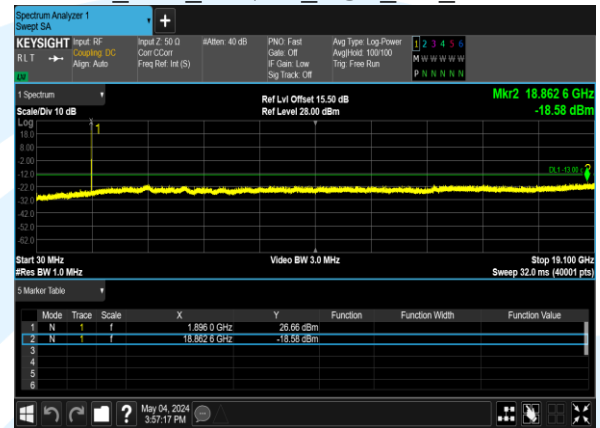 Spectrum Analyzer 1
Swept SA
+
KEYSIGHT Input: RF Input Z: 50 Ω #Atten: 40 dB PNO: Fast Avg Type: Log-Power 1 2 3 4 5 6
RLT Coupling: DC Corr CCorr Gate: Off Avg|Hold: 100/100 M W W W W W
Align: Auto Freq Ref: Int (S) IF Gain: Low Trig: Free Run
Sig Track: Off P N N N N N
1 Spectrum Ref Lvl Offset 15.50 dB Mkr2 18.862 6 GHz
Scale/Div 10 dB Ref Level 28.00 dBm -18.58 dBm
Log
1
18.0
8.00
-2.00
DL1 -13.00
-12.0
-22.0
-32.0
-42.0
-52.0
-62.0
Start 30 MHz Video BW 3.0 MHz Stop 19.100 GHz
#Res BW 1.0 MHz Sweep 32.0 ms (40001 pts)
5 Marker Table
Mode Trace Scale X Y Function Function Width Function Value
1 N 1 f 1.896 0 GHz 26.66 dBm
2 N 1 f 18.862 6 GHz -18.58 dBm
3
4
5
6
? May 04, 2024
3:57:17 PM